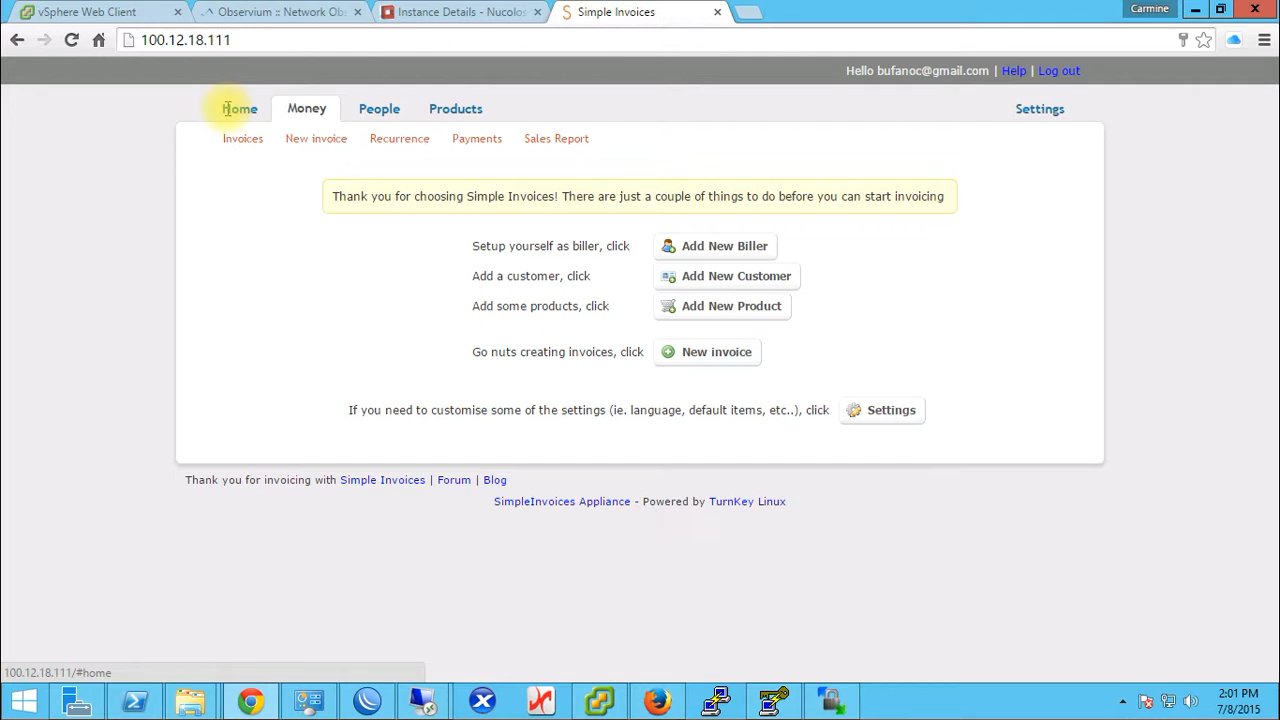 vSphere Web Client
Observium :: Network Ob
Instance Details - Nucolos
Simple Invoices
Carmine
100.12.18.111
Hello bufanoc@gmail.com | Help | Log out
Home Money People Products Settings
Invoices New invoice Recurrence Payments Sales Report
Thank you for choosing Simple Invoices! There are just a couple of things to do before you can start invoicing
Setup yourself as biller, click Add New Biller
Add a customer, click Add New Customer
Add some products, click Add New Product
Go nuts creating invoices, click New invoice
If you need to customise some of the settings (ie. language, default items, etc..), click Settings
Thank you for invoicing with Simple Invoices | Forum | Blog
SimpleInvoices Appliance - Powered by TurnKey Linux
100.12.18.111/#home
2:01 PM
7/8/2015